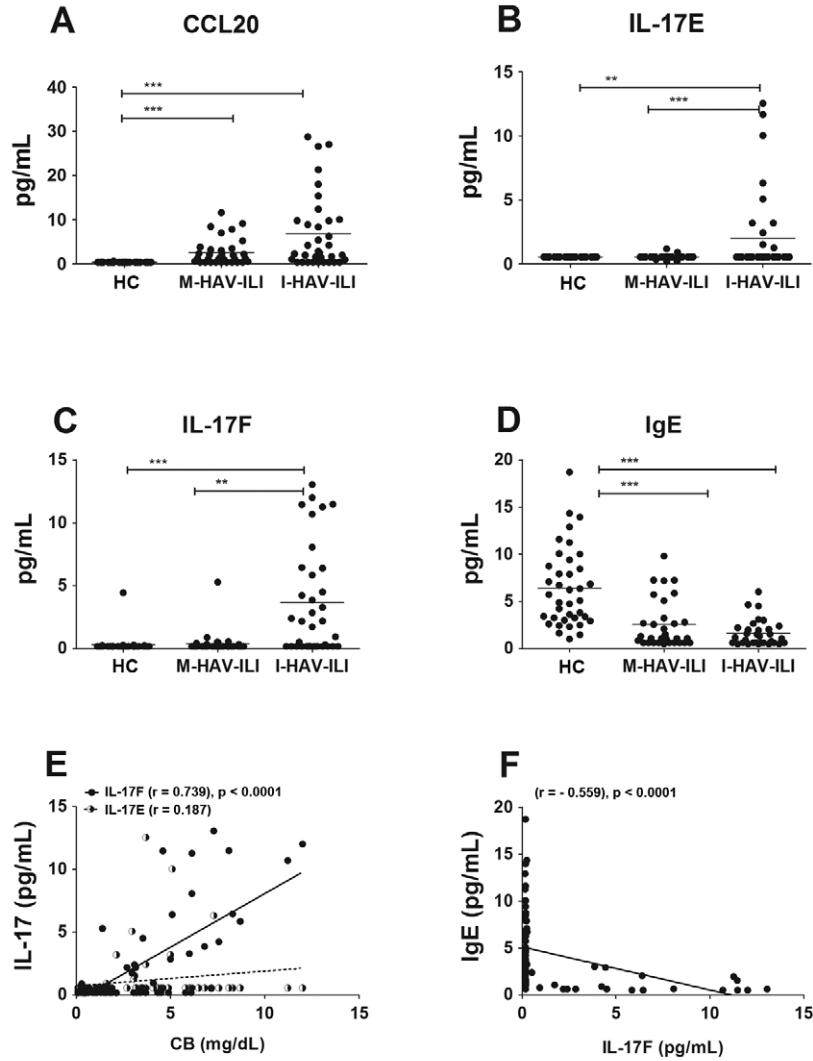 A
CCL20
***
***
40
30
20
10
0
pg/mL
HC
M-HAV-ILI
I-HAV-ILI
B
IL-17E
**
***
15
10
5
0
pg/mL
HC
M-HAV-ILI
I-HAV-ILI
C
IL-17F
***
**
15
10
5
0
pg/mL
HC
M-HAV-ILI
I-HAV-ILI
D
IgE
***
***
20
15
10
5
0
pg/mL
HC
M-HAV-ILI
I-HAV-ILI
E
IL-17F (r = 0.739), p < 0.0001
IL-17E (r = 0.187)
15
10
5
0
IL-17 (pg/mL)
0 5 10 15
CB (mg/dL)
F
(r = - 0.559), p < 0.0001
20
15
10
5
0
IgE (pg/mL)
0 5 10 15
IL-17F (pg/mL)